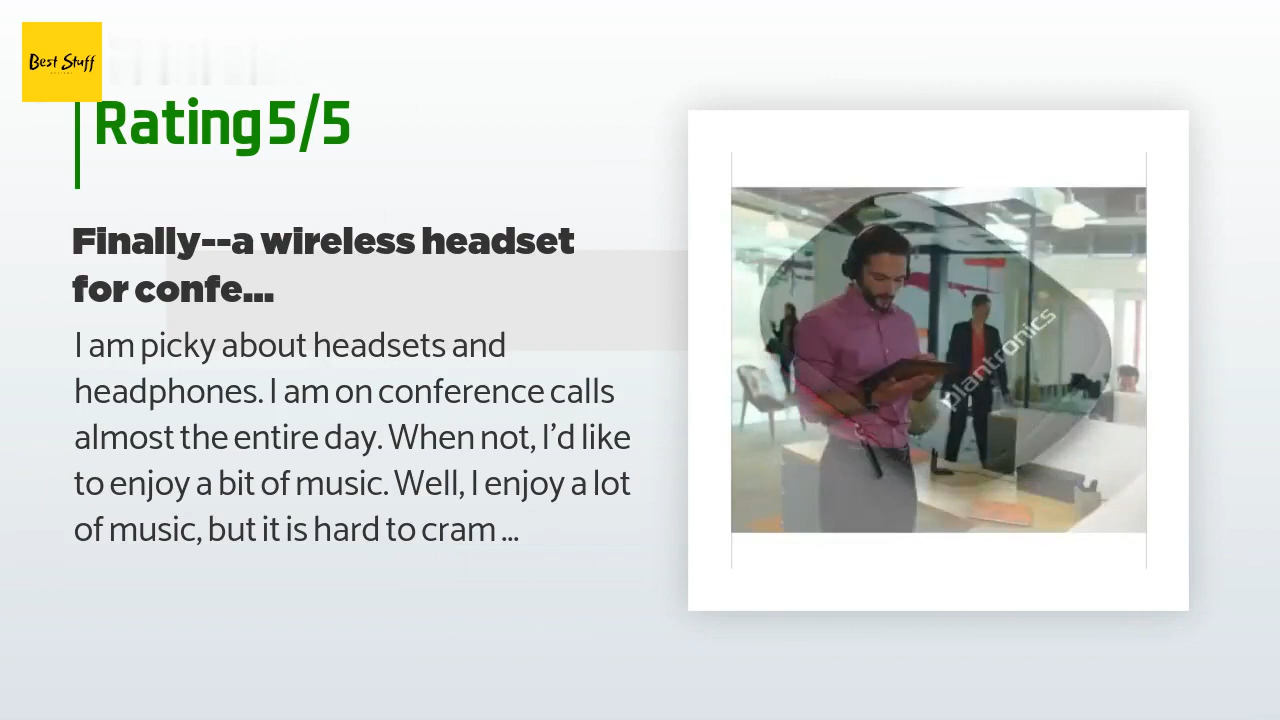 Best Stuff
Rating 5/5
Finally--a wireless headset
for confe...
I am picky about headsets and
headphones. I am on conference calls
almost the entire day. When not, I'd like
to enjoy a bit of music. Well, I enjoy a lot
of music, but it is hard to cram ...
plantronics